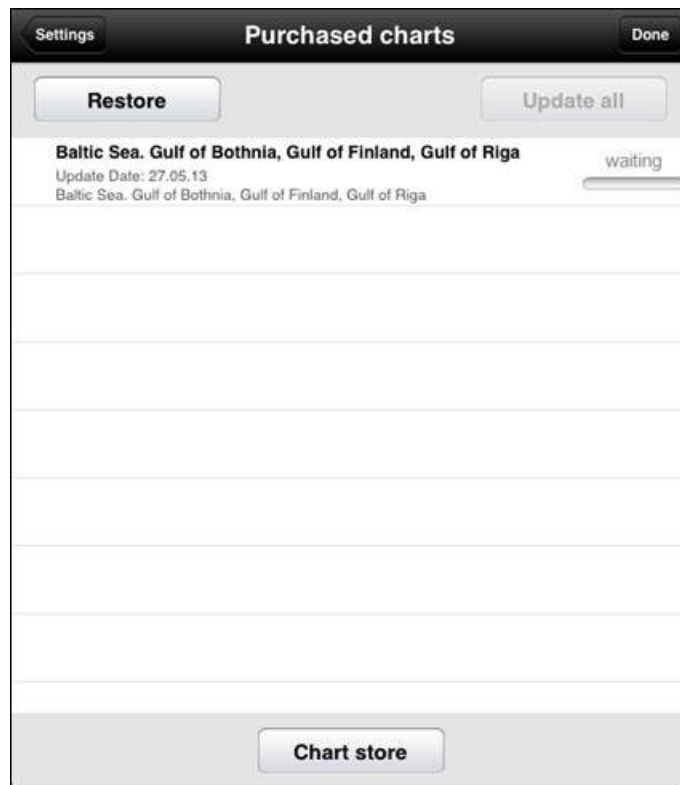 Settings
Purchased charts
Done
Restore
Update all
Baltic Sea. Gulf of Bothnia, Gulf of Finland, Gulf of Riga
waiting
Update Date: 27.05.13
Baltic Sea. Gulf of Bothnia, Gulf of Finland, Gulf of Riga
Chart store